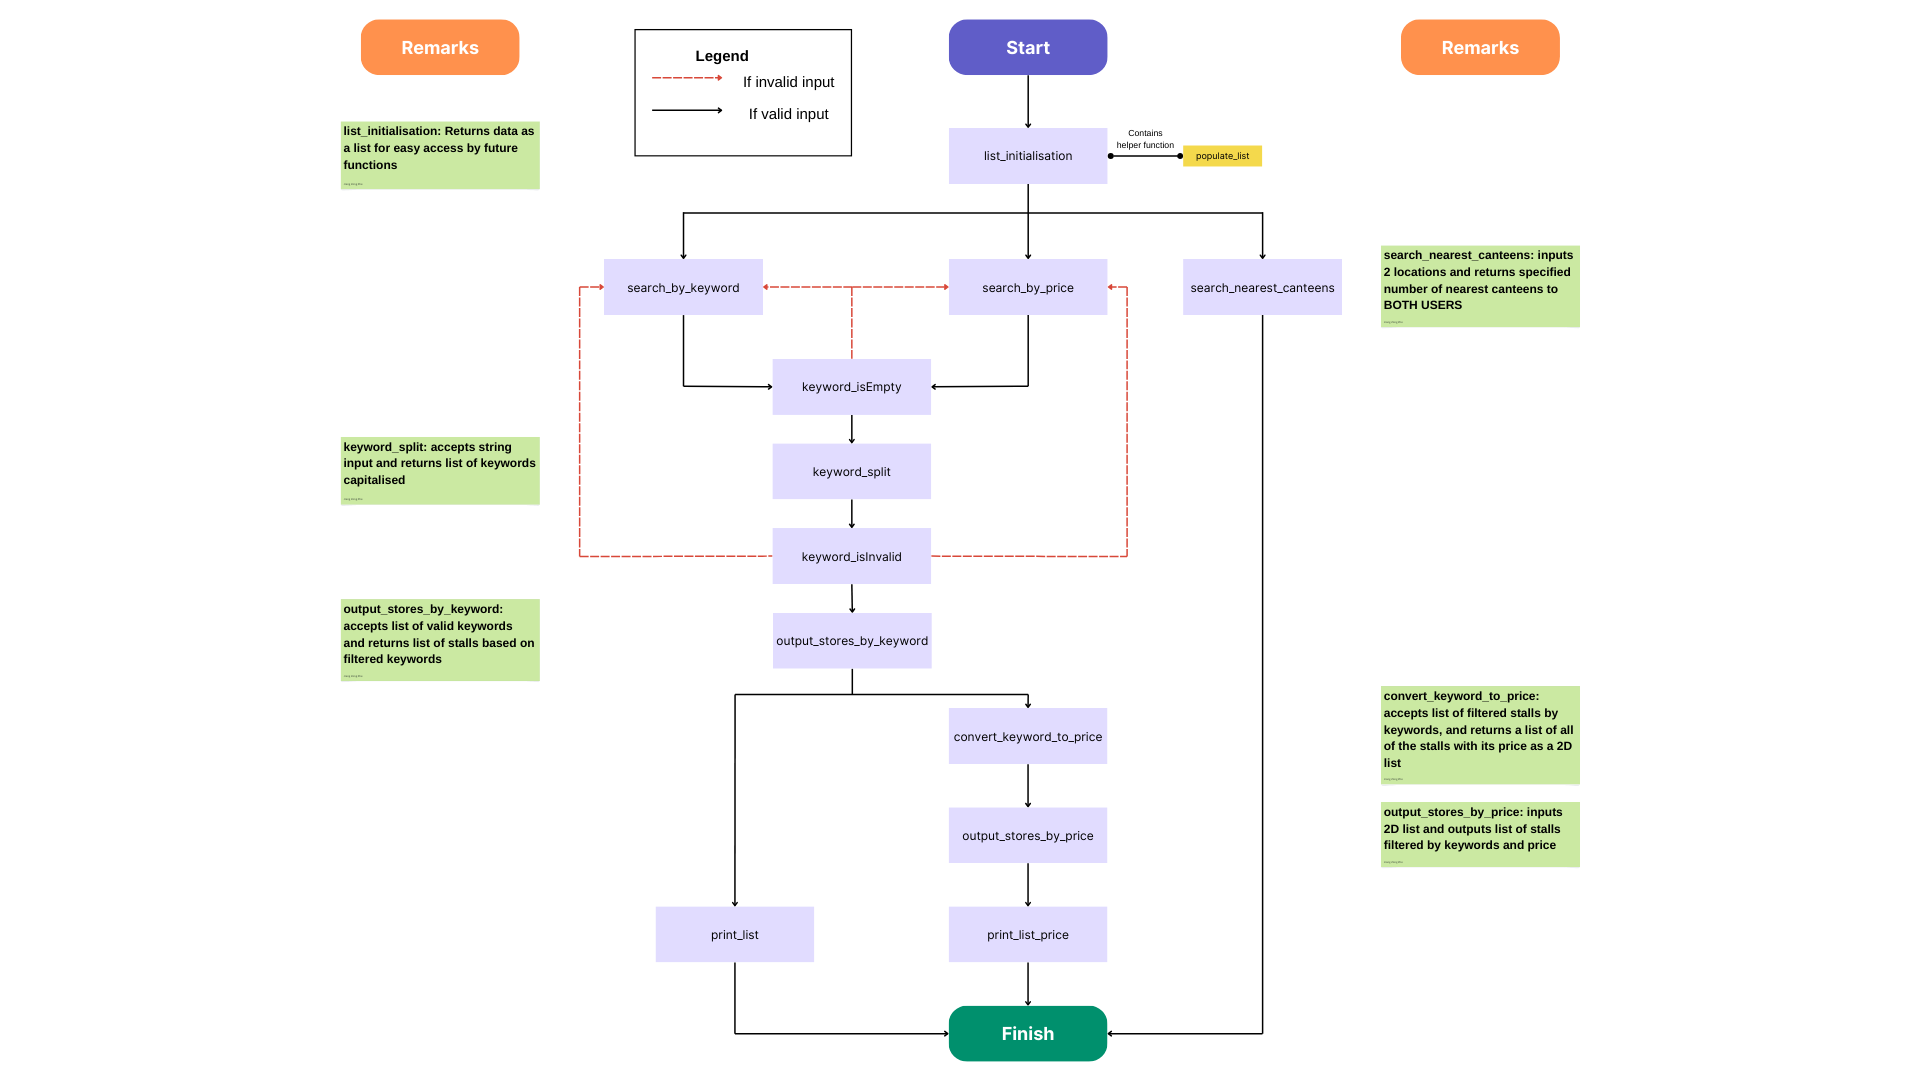 Remarks
Start
Remarks
Legend
If invalid input
If valid input
list_initialisation: Returns data as
a list for easy access by future
functions
Contains
helper function
list_initialisation
populate_list
search_by_keyword
search_by_price
search_nearest_canteens
search_nearest_canteens: inputs
2 locations and returns specified
number of nearest canteens to
BOTH USERS
keyword_isEmpty
keyword_split: accepts string
input and returns list of keywords
capitalised
keyword_split
keyword_isInvalid
output_stores_by_keyword:
accepts list of valid keywords
and returns list of stalls based on
filtered keywords
output_stores_by_keyword
convert_keyword_to_price:
accepts list of filtered stalls by
keywords, and returns a list of all
of the stalls with its price as a 2D
list
convert_keyword_to_price
output_stores_by_price: inputs
2D list and outputs list of stalls
filtered by keywords and price
output_stores_by_price
print_list
print_list_price
Finish